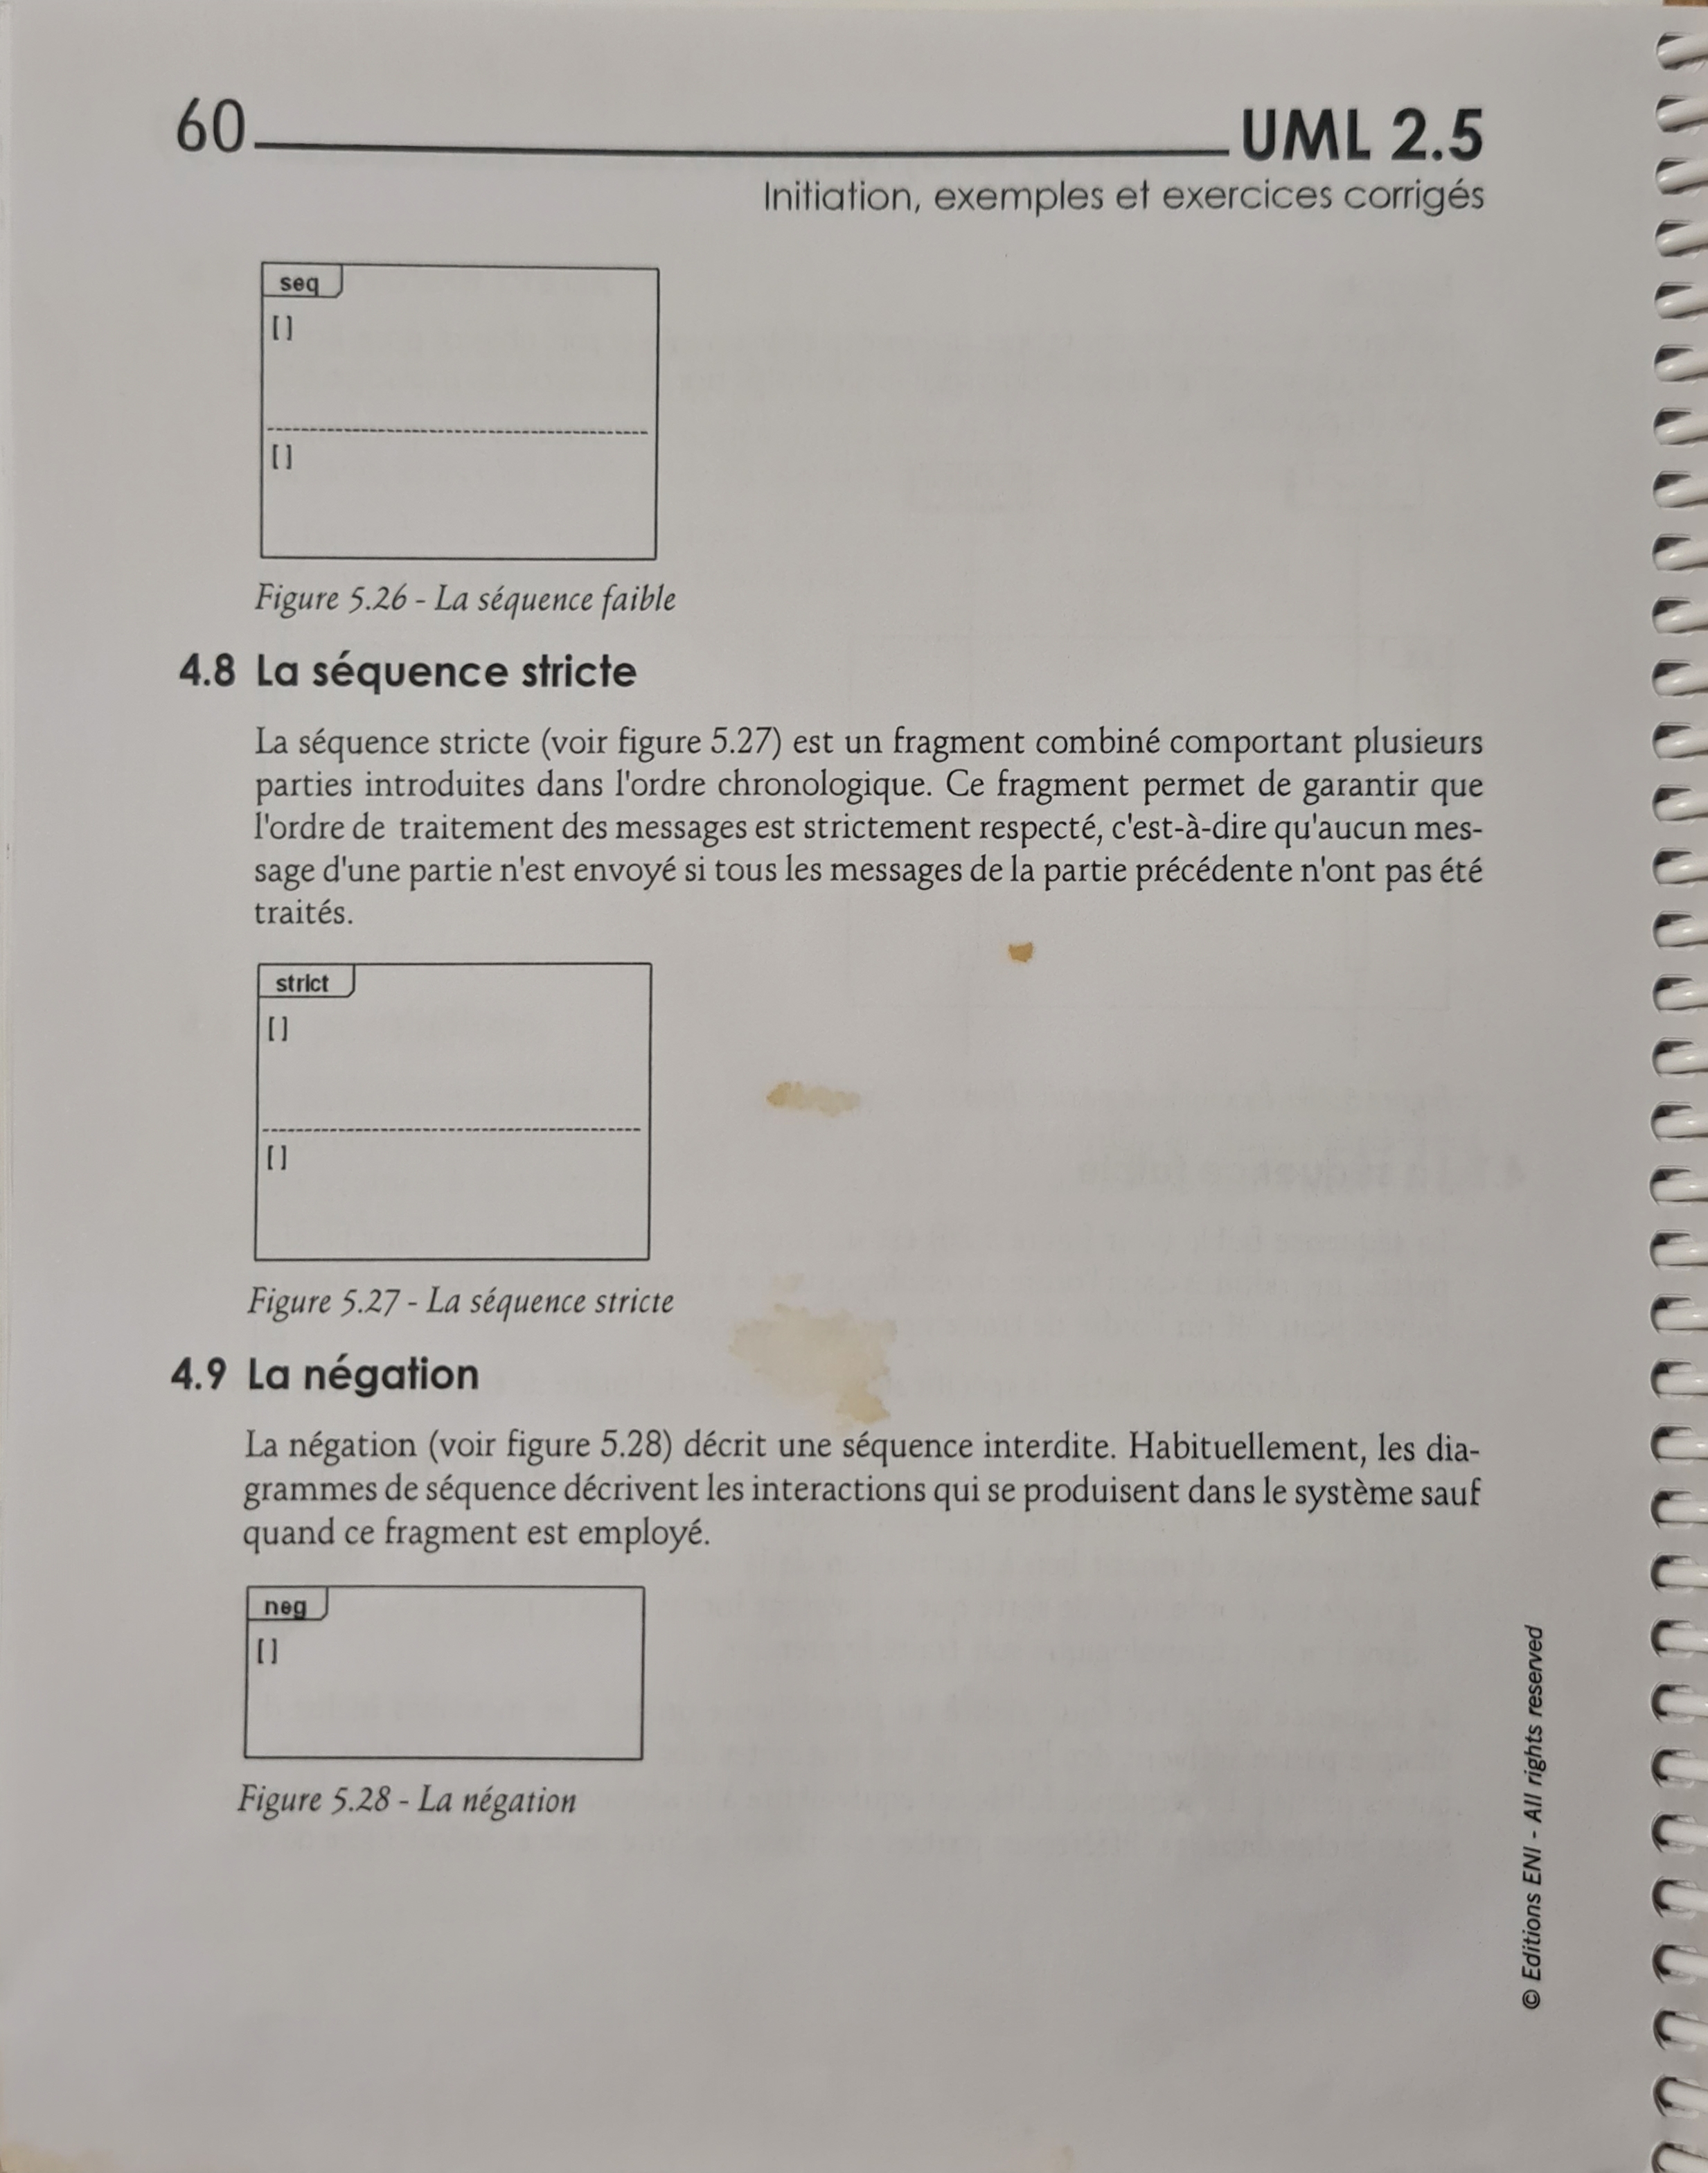 60 UML 2.5
Initiation, exemples et exercices corrigés
seq
[ ]
[ ]
Figure 5.26 - La séquence faible
4.8 La séquence stricte
La séquence stricte (voir figure 5.27) est un fragment combiné comportant plusieurs
parties introduites dans l'ordre chronologique. Ce fragment permet de garantir que
l'ordre de traitement des messages est strictement respecté, c'est-à-dire qu'aucun mes-
sage d'une partie n'est envoyé si tous les messages de la partie précédente n'ont pas été
traités.
strict
[ ]
[ ]
Figure 5.27 - La séquence stricte
4.9 La négation
La négation (voir figure 5.28) décrit une séquence interdite. Habituellement, les dia-
grammes de séquence décrivent les interactions qui se produisent dans le système sauf
quand ce fragment est employé.
neg
[ ]
Figure 5.28 - La négation
© Editions ENI - All rights reserved